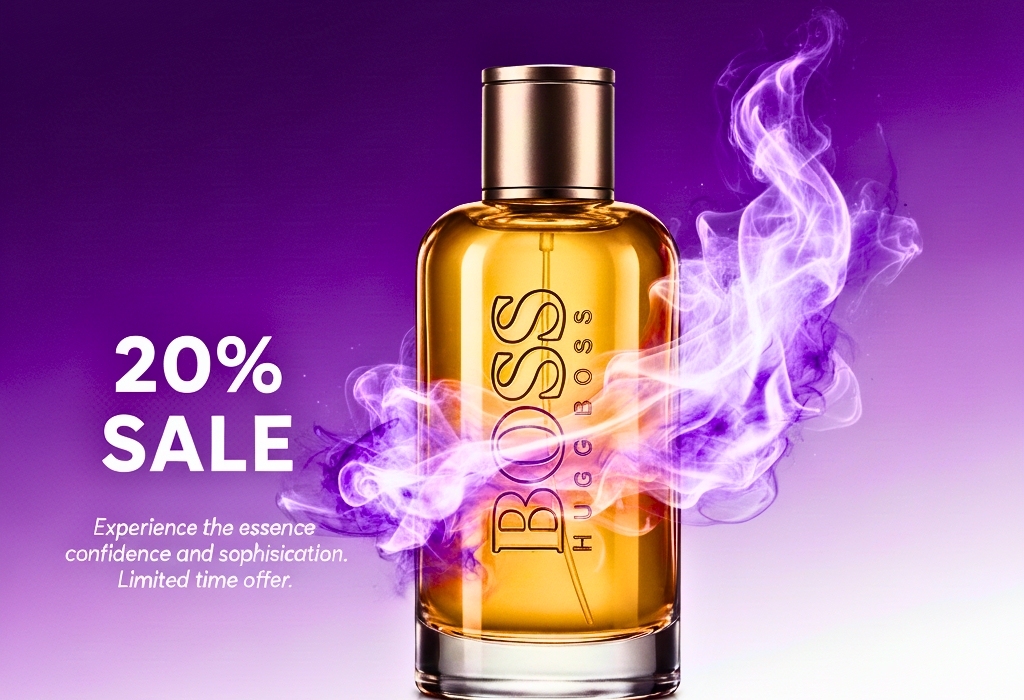 20%
SALE
Experience the essence
confidence and sophisication.
Limited time offer.
BOSS
HUGGBOSS